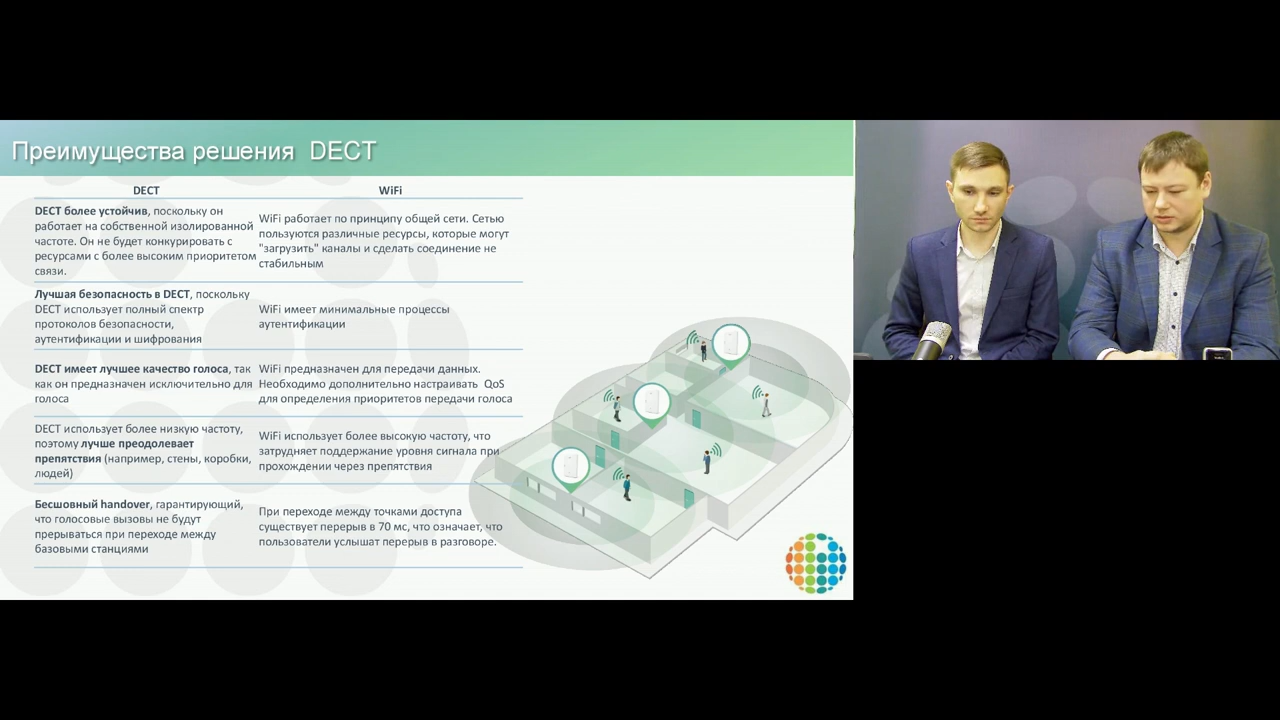 Преимущества решения  DECT
DECT
WiFi
DECT более устойчив, поскольку он
работает на собственной изолированной
частоте. Он не будет конкурировать с
ресурсами с более высоким приоритетом
связи.
WiFi работает по принципу общей сети. Сетью
пользуются различные ресурсы, которые могут
"загрузить" каналы и сделать соединение не
стабильным
Лучшая безопасность в DECT, поскольку
DECT использует полный спектр
протоколов безопасности,
аутентификации и шифрования
WiFi имеет минимальные процессы
аутентификации
DECT имеет лучшее качество голоса, так
как он предназначен исключительно для
голоса
WiFi предназначен для передачи данных.
Необходимо дополнительно настраивать  QoS
для определения приоритетов передачи голоса
DECT использует более низкую частоту,
поэтому лучше преодолевает
препятствия (например, стены, коробки,
людей)
WiFi использует более высокую частоту, что
затрудняет поддержание уровня сигнала при
прохождении через препятствия
Бесшовный handover, гарантирующий,
что голосовые вызовы не будут
прерываться при переходе между
базовыми станциями
При переходе между точками доступа
существует перерыв в 70 мс, что означает, что
пользователи услышат перерыв в разговоре.